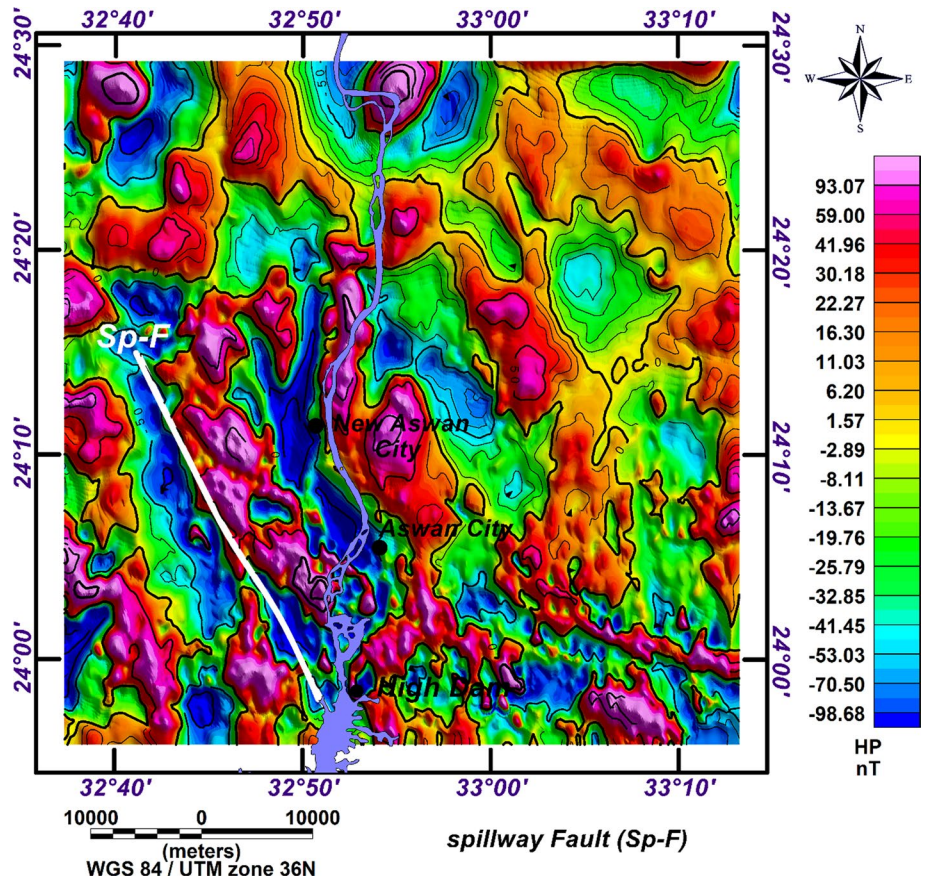 32°40' 32°50' 33°00' 33°10'
24°30'
24°30'
N
W E
S
24°20'
24°20'
Sp-F
New Aswan
City
24°10'
24°10'
Aswan City
24°00'
24°00'
High Dam
32°40' 32°50' 33°00' 33°10'
93.07
59.00
41.96
30.18
22.27
16.30
11.03
6.20
1.57
-2.89
-8.11
-13.67
-19.76
-25.79
-32.85
-41.45
-53.03
-70.50
-98.68
HP
nT
10000 0 10000
(meters)
WGS 84 / UTM zone 36N
spillway Fault (Sp-F)